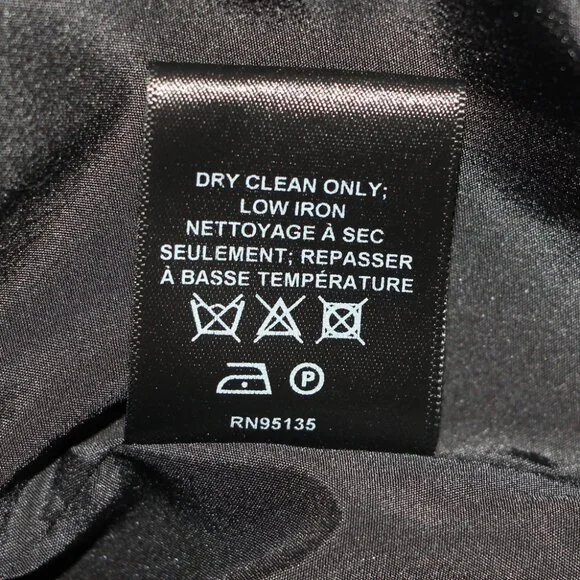 DRY CLEAN ONLY;
LOW IRON
NETTOYAGE À SEC
SEULEMENT; REPASSER
À BASSE TEMPÉRATURE
P
RN95135